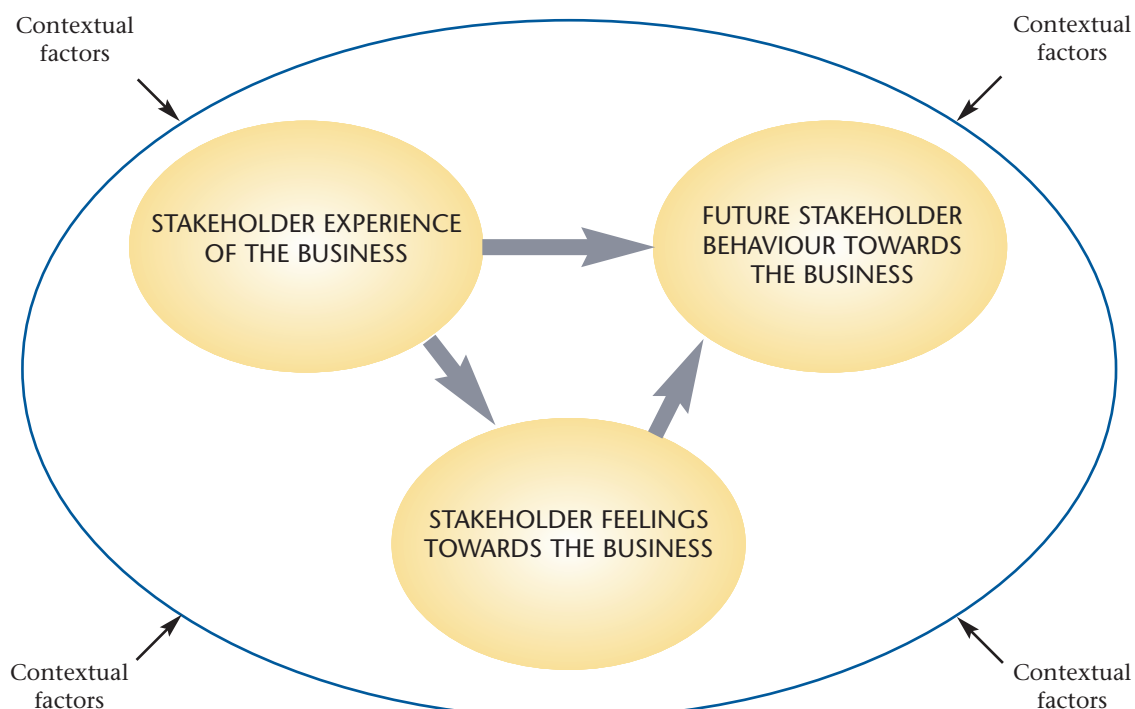 Contextual
factors
Contextual
factors
STAKEHOLDER EXPERIENCE
OF THE BUSINESS
FUTURE STAKEHOLDER
BEHAVIOUR TOWARDS
THE BUSINESS
STAKEHOLDER FEELINGS
TOWARDS THE BUSINESS
Contextual
factors
Contextual
factors